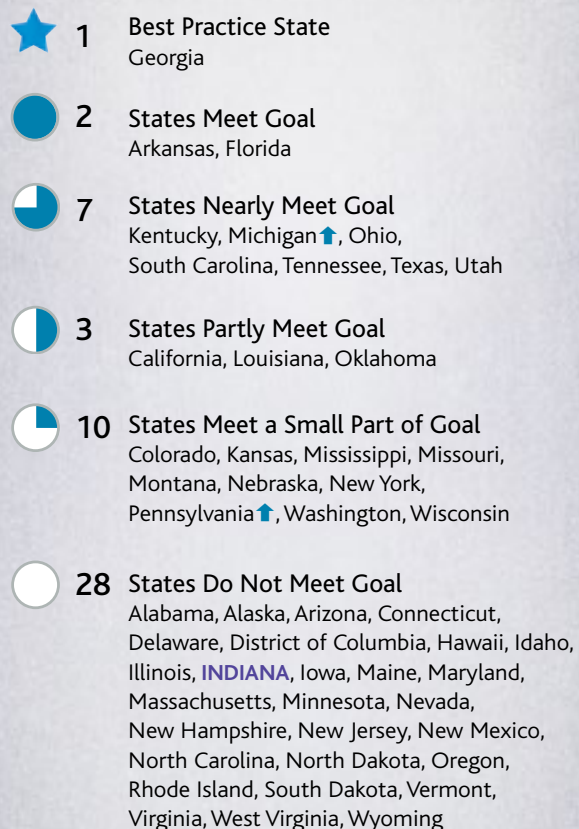 1 Best Practice State
Georgia
2 States Meet Goal
Arkansas, Florida
7 States Nearly Meet Goal
Kentucky, Michigan⬆, Ohio,
South Carolina, Tennessee, Texas, Utah
3 States Partly Meet Goal
California, Louisiana, Oklahoma
10 States Meet a Small Part of Goal
Colorado, Kansas, Mississippi, Missouri,
Montana, Nebraska, New York,
Pennsylvania⬆, Washington, Wisconsin
28 States Do Not Meet Goal
Alabama, Alaska, Arizona, Connecticut,
Delaware, District of Columbia, Hawaii, Idaho,
Illinois, INDIANA, Iowa, Maine, Maryland,
Massachusetts, Minnesota, Nevada,
New Hampshire, New Jersey, New Mexico,
North Carolina, North Dakota, Oregon,
Rhode Island, South Dakota, Vermont,
Virginia, West Virginia, Wyoming